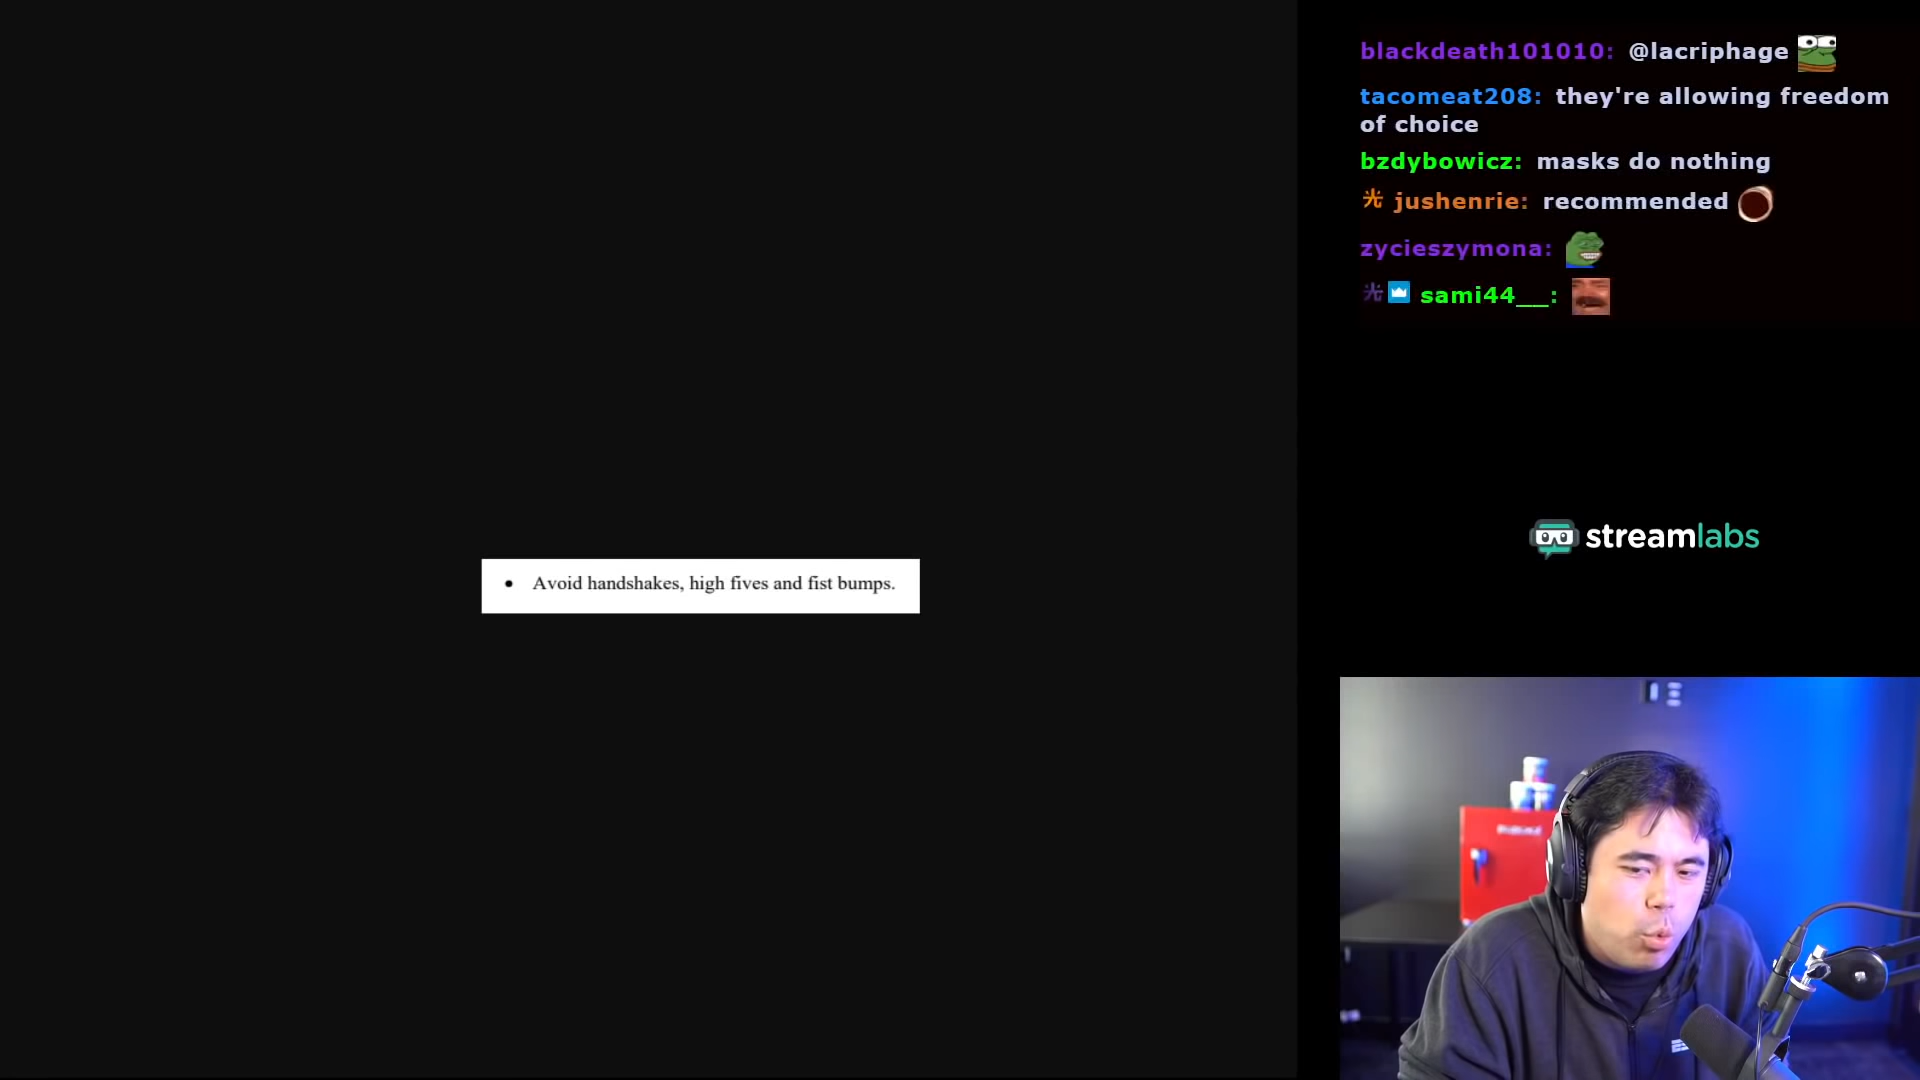 blackdeath101010: @lacriphage
tacomeat208: they're allowing freedom
of choice
bzdybowicz: masks do nothing
jushenrie: recommended
zycieszymona:
sami44__:
streamlabs
• Avoid handshakes, high fives and fist bumps.